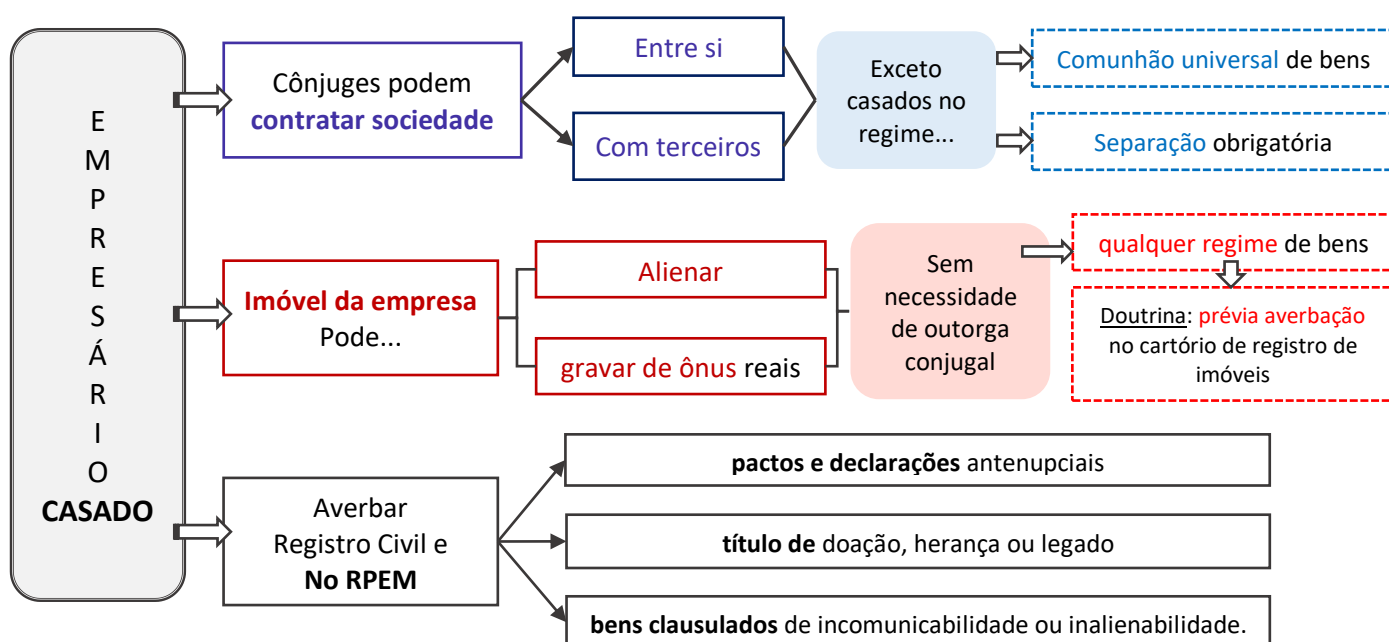 E
M
P
R
E
S
Á
R
I
O
CASADO
Cônjuges podem
contratar sociedade
Entre si
Com terceiros
Exceto
casados no
regime...
Comunhão universal de bens
Separação obrigatória
Imóvel da empresa
Pode...
Alienar
gravar de ônus reais
Sem
necessidade
de outorga
conjugal
qualquer regime de bens
Doutrina: prévia averbação
no cartório de registro de
imóveis
Averbar
Registro Civil e
No RPEM
pactos e declarações antenupciais
título de doação, herança ou legado
bens clausulados de incomunicabilidade ou inalienabilidade.